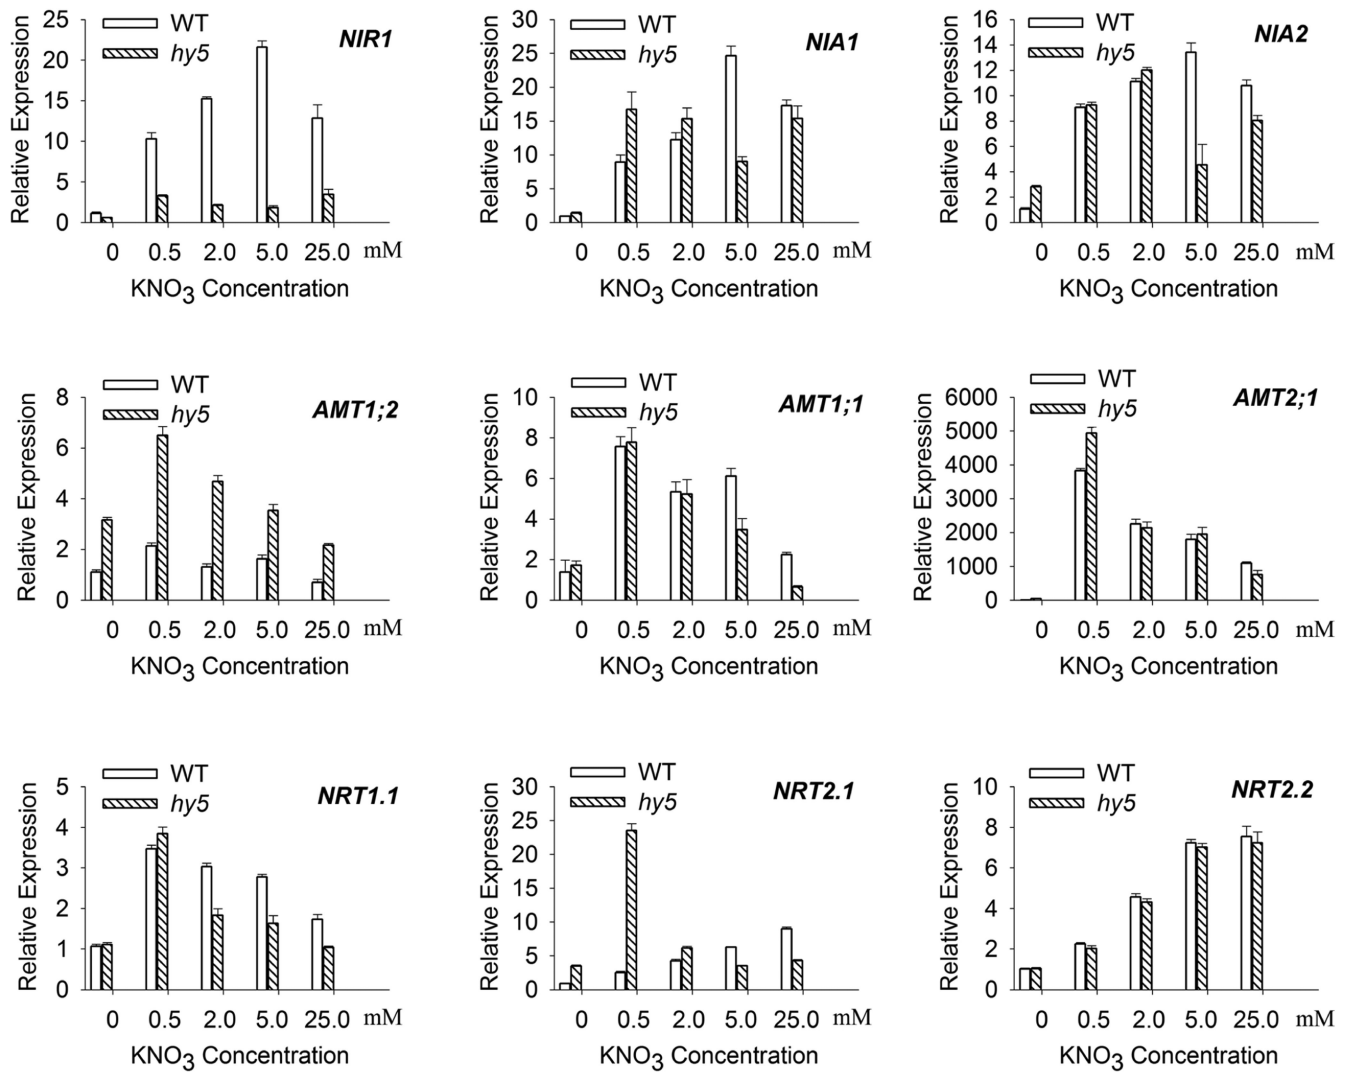 25
20
15
10
5
0
Relative Expression
WT
hy5
NIR1
0 0.5 2.0 5.0 25.0 mM
KNO3 Concentration
30
25
20
15
10
5
0
Relative Expression
WT
hy5
NIA1
0 0.5 2.0 5.0 25.0 mM
KNO3 Concentration
16
14
12
10
8
6
4
2
0
Relative Expression
WT
hy5
NIA2
0 0.5 2.0 5.0 25.0 mM
KNO3 Concentration
8
6
4
2
0
Relative Expression
WT
hy5
AMT1;2
0 0.5 2.0 5.0 25.0 mM
KNO3 Concentration
10
8
6
4
2
0
Relative Expression
WT
hy5
AMT1;1
0 0.5 2.0 5.0 25.0 mM
KNO3 Concentration
6000
5000
4000
3000
2000
1000
0
Relative Expression
WT
hy5
AMT2;1
0 0.5 2.0 5.0 25.0 mM
KNO3 Concentration
5
4
3
2
1
0
Relative Expression
WT
hy5
NRT1.1
0 0.5 2.0 5.0 25.0 mM
KNO3 Concentration
30
25
20
15
10
5
0
Relative Expression
WT
hy5
NRT2.1
0 0.5 2.0 5.0 25.0 mM
KNO3 Concentration
10
8
6
4
2
0
Relative Expression
WT
hy5
NRT2.2
0 0.5 2.0 5.0 25.0 mM
KNO3 Concentration